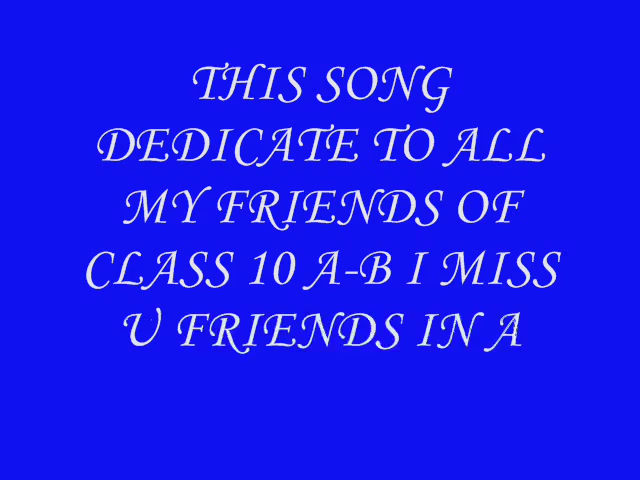 THIS SONG
DEDICATE TO ALL
MY FRIENDS OF
CLASS 10 A-B I MISS
U FRIENDS IN A